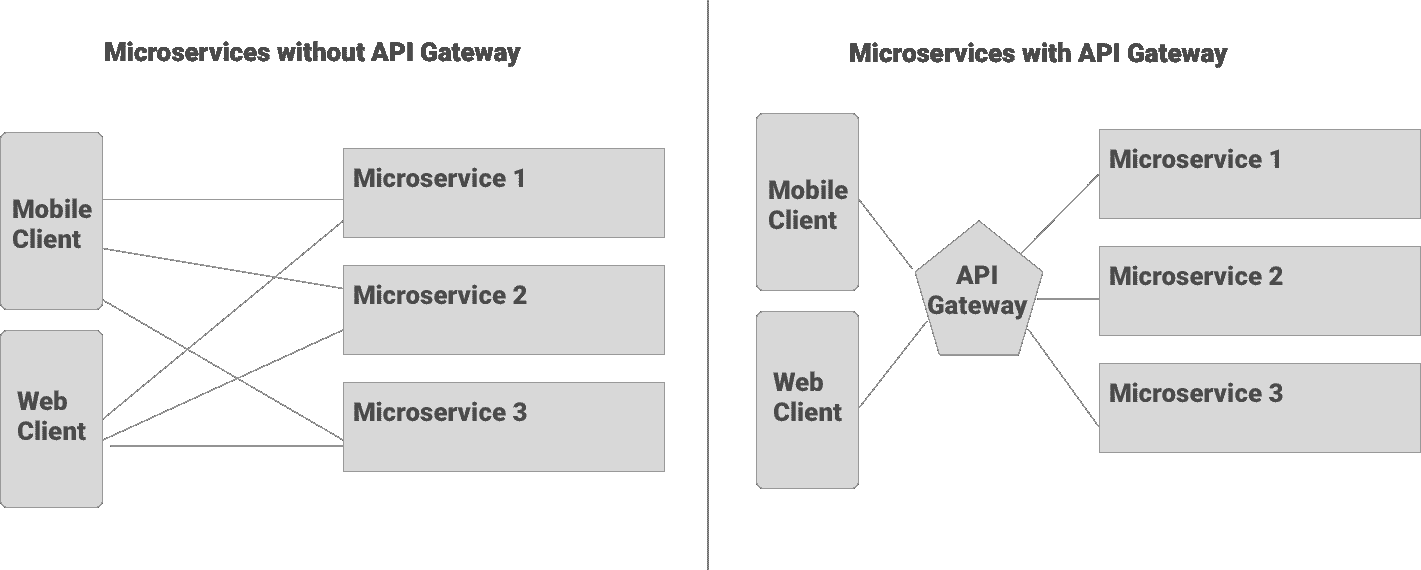 Microservices without API Gateway
Mobile
Client
Web
Client
Microservice 1
Microservice 2
Microservice 3
Microservices with API Gateway
Mobile
Client
Web
Client
API
Gateway
Microservice 1
Microservice 2
Microservice 3